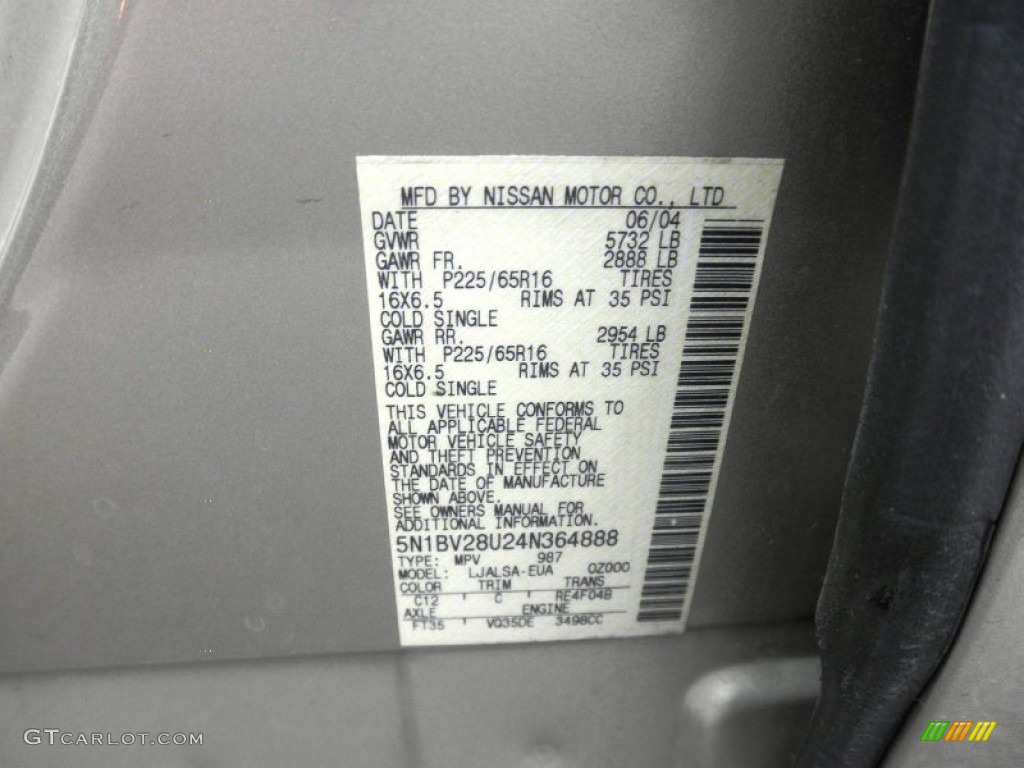 MFD BY NISSAN MOTOR CO., LTD
DATE 06/04
GVWR 5732 LB
GAWR FR. 2888 LB
WITH P225/65R16 TIRES
16X6.5 RIMS AT 35 PSI
COLD SINGLE
GAWR RR. 2954 LB
WITH P225/65R16 TIRES
16X6.5 RIMS AT 35 PSI
COLD SINGLE
THIS VEHICLE CONFORMS TO
ALL APPLICABLE FEDERAL
MOTOR VEHICLE SAFETY
AND THEFT PREVENTION
STANDARDS IN EFFECT ON
THE DATE OF MANUFACTURE
SHOWN ABOVE.
SEE OWNERS MANUAL FOR
ADDITIONAL INFORMATION.
5N1BV28U24N364888
TYPE: MPV 987
MODEL: LJALSA-EUA 0Z000
COLOR TRIM TRANS
C12 ' C ' RE4F04B
AXLE ENGINE
FT35 ' VQ35DE 3498CC
GTCARLOT.COM